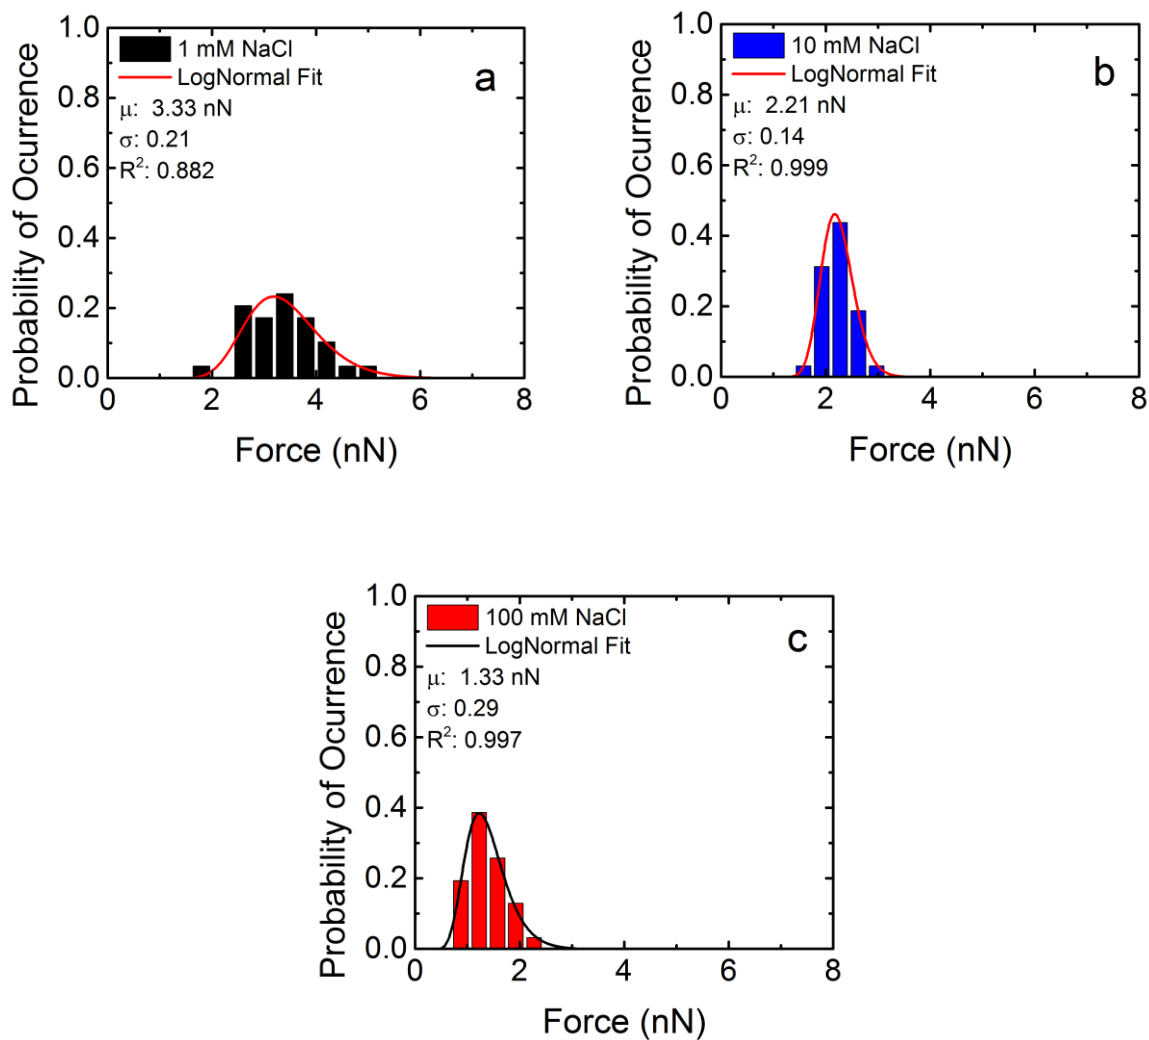 a
1 mM NaCl
LogNormal Fit
μ: 3.33 nN
σ: 0.21
R²: 0.882
Probability of Ocurrence
1.0
0.8
0.6
0.4
0.2
0.0
0 2 4 6 8
Force (nN)
b
10 mM NaCl
LogNormal Fit
μ: 2.21 nN
σ: 0.14
R²: 0.999
Probability of Ocurrence
1.0
0.8
0.6
0.4
0.2
0.0
0 2 4 6 8
Force (nN)
c
100 mM NaCl
LogNormal Fit
μ: 1.33 nN
σ: 0.29
R²: 0.997
Probability of Ocurrence
1.0
0.8
0.6
0.4
0.2
0.0
0 2 4 6 8
Force (nN)